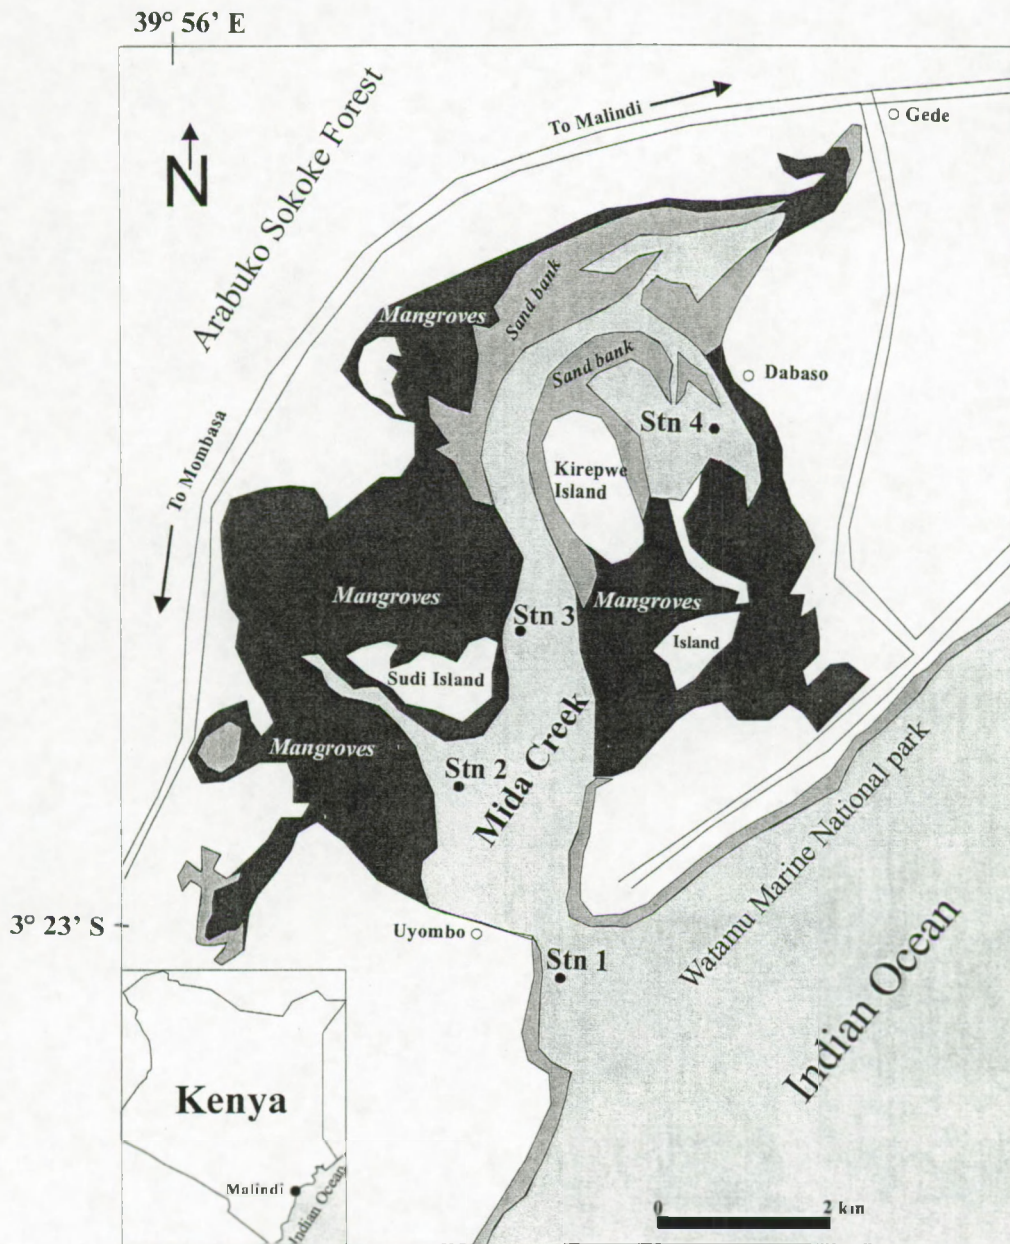 39° 56' E
To Malindi
Gede
N
Arabuko Sokoke Forest
Sand bank
Mangroves
Sand bank
Dabaso
Stn 4
To Mombasa
Kirepwe
Island
Mangroves
Mangroves
Stn 3
Island
Sudi Island
Mangroves
Stn 2
Mida Creek
Watamu Marine National park
3° 23' S
Uyombo
Stn 1
Indian Ocean
Kenya
Malindi
Indian Ocean
0
2 km